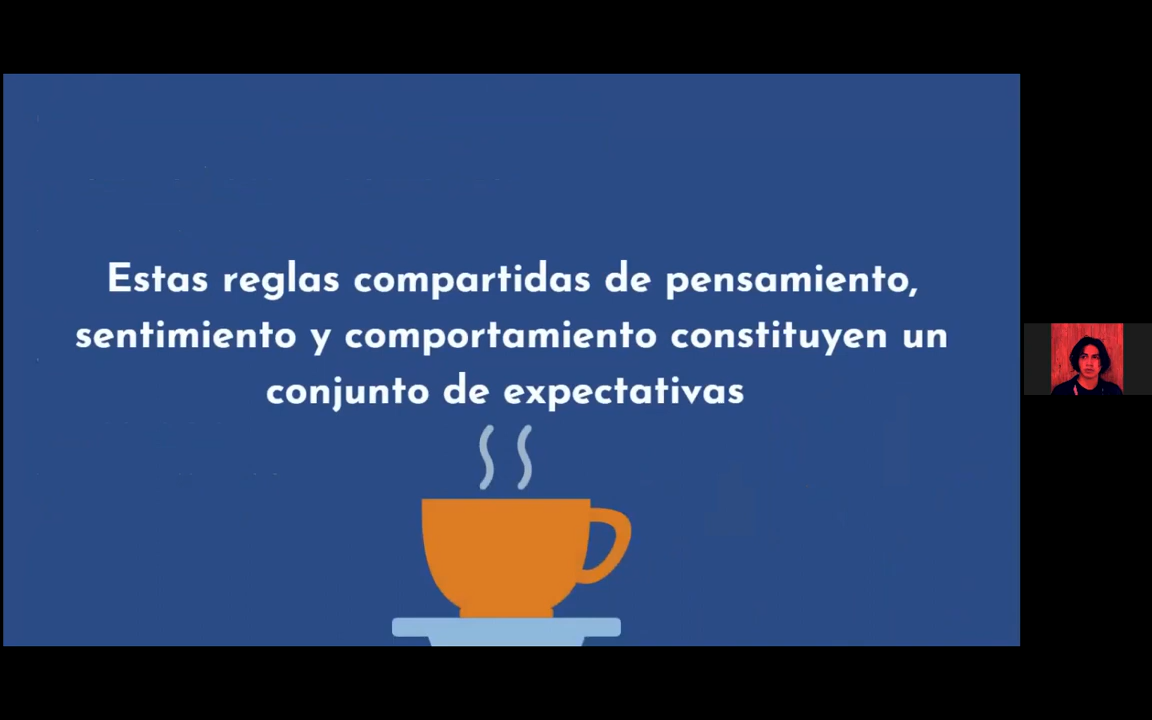 Estas reglas compartidas de pensamiento,
sentimiento y comportamiento constituyen un
conjunto de expectativas